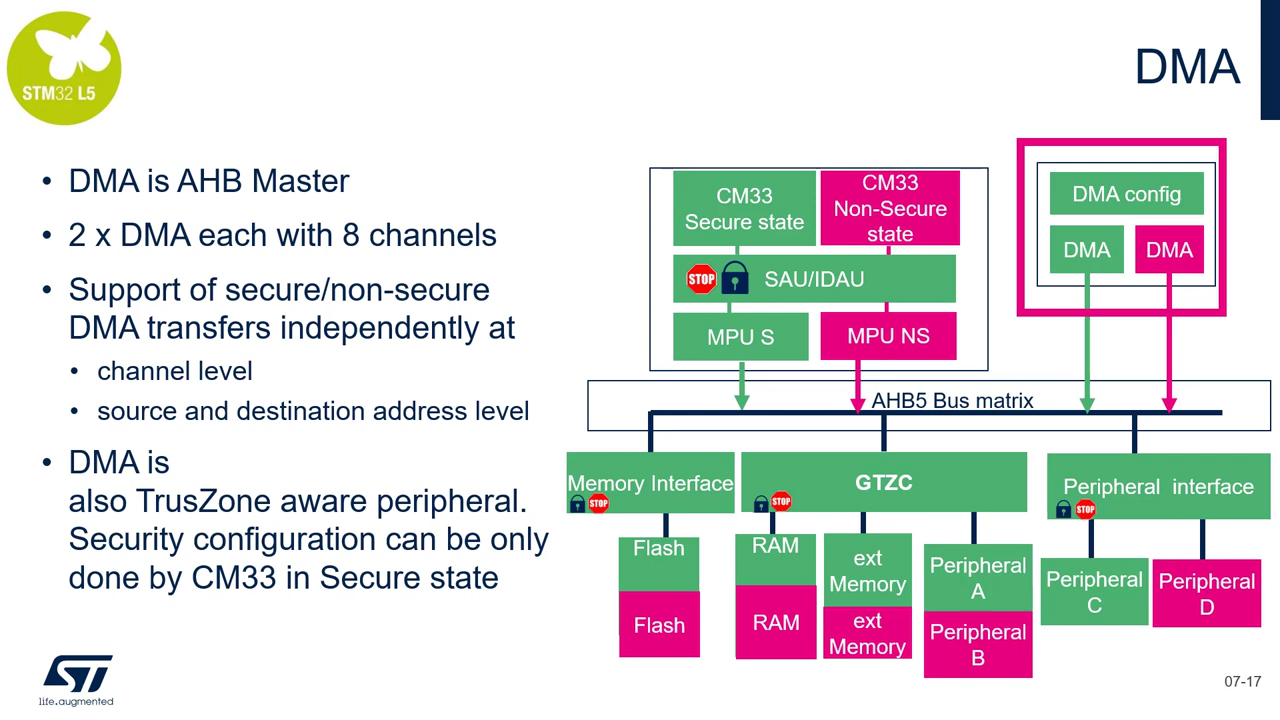 STM32 L5
DMA
• DMA is AHB Master
• 2 x DMA each with 8 channels
• Support of secure/non-secure
DMA transfers independently at
• channel level
• source and destination address level
• DMA is
also TrusZone aware peripheral.
Security configuration can be only
done by CM33 in Secure state
CM33
Secure state
CM33
Non-Secure
state
STOP
SAU/IDAU
MPU S
MPU NS
DMA config
DMA
DMA
AHB5 Bus matrix
Memory Interface
STOP
GTZC
STOP
Peripheral interface
STOP
Flash
Flash
RAM
RAM
ext
Memory
ext
Memory
Peripheral
A
Peripheral
B
Peripheral
C
Peripheral
D
ST
life.augmented
07-17